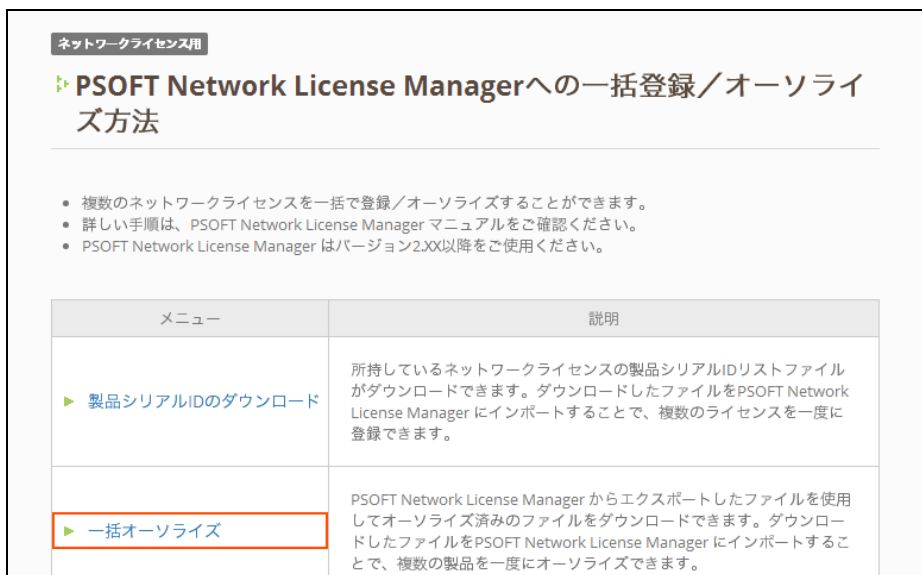 ネットワークライセンス用
PSOFT Network License Managerへの一括登録／オーソライ
ズ方法
複数のネットワークライセンスを一括で登録／オーソライズすることができます。
詳しい手順は、PSOFT Network License Manager マニュアルをご確認ください。
PSOFT Network License Manager はバージョン2.XX以降をご使用ください。
メニュー
説明
製品シリアルIDのダウンロード
所持しているネットワークライセンスの製品シリアルIDリストファイル
がダウンロードできます。ダウンロードしたファイルをPSOFT Network
License Manager にインポートすることで、複数のライセンスを一度に
登録できます。
一括オーソライズ
PSOFT Network License Manager からエクスポートしたファイルを使用
してオーソライズ済みのファイルをダウンロードできます。ダウンロー
ドしたファイルをPSOFT Network License Manager にインポートするこ
とで、複数の製品を一度にオーソライズできます。